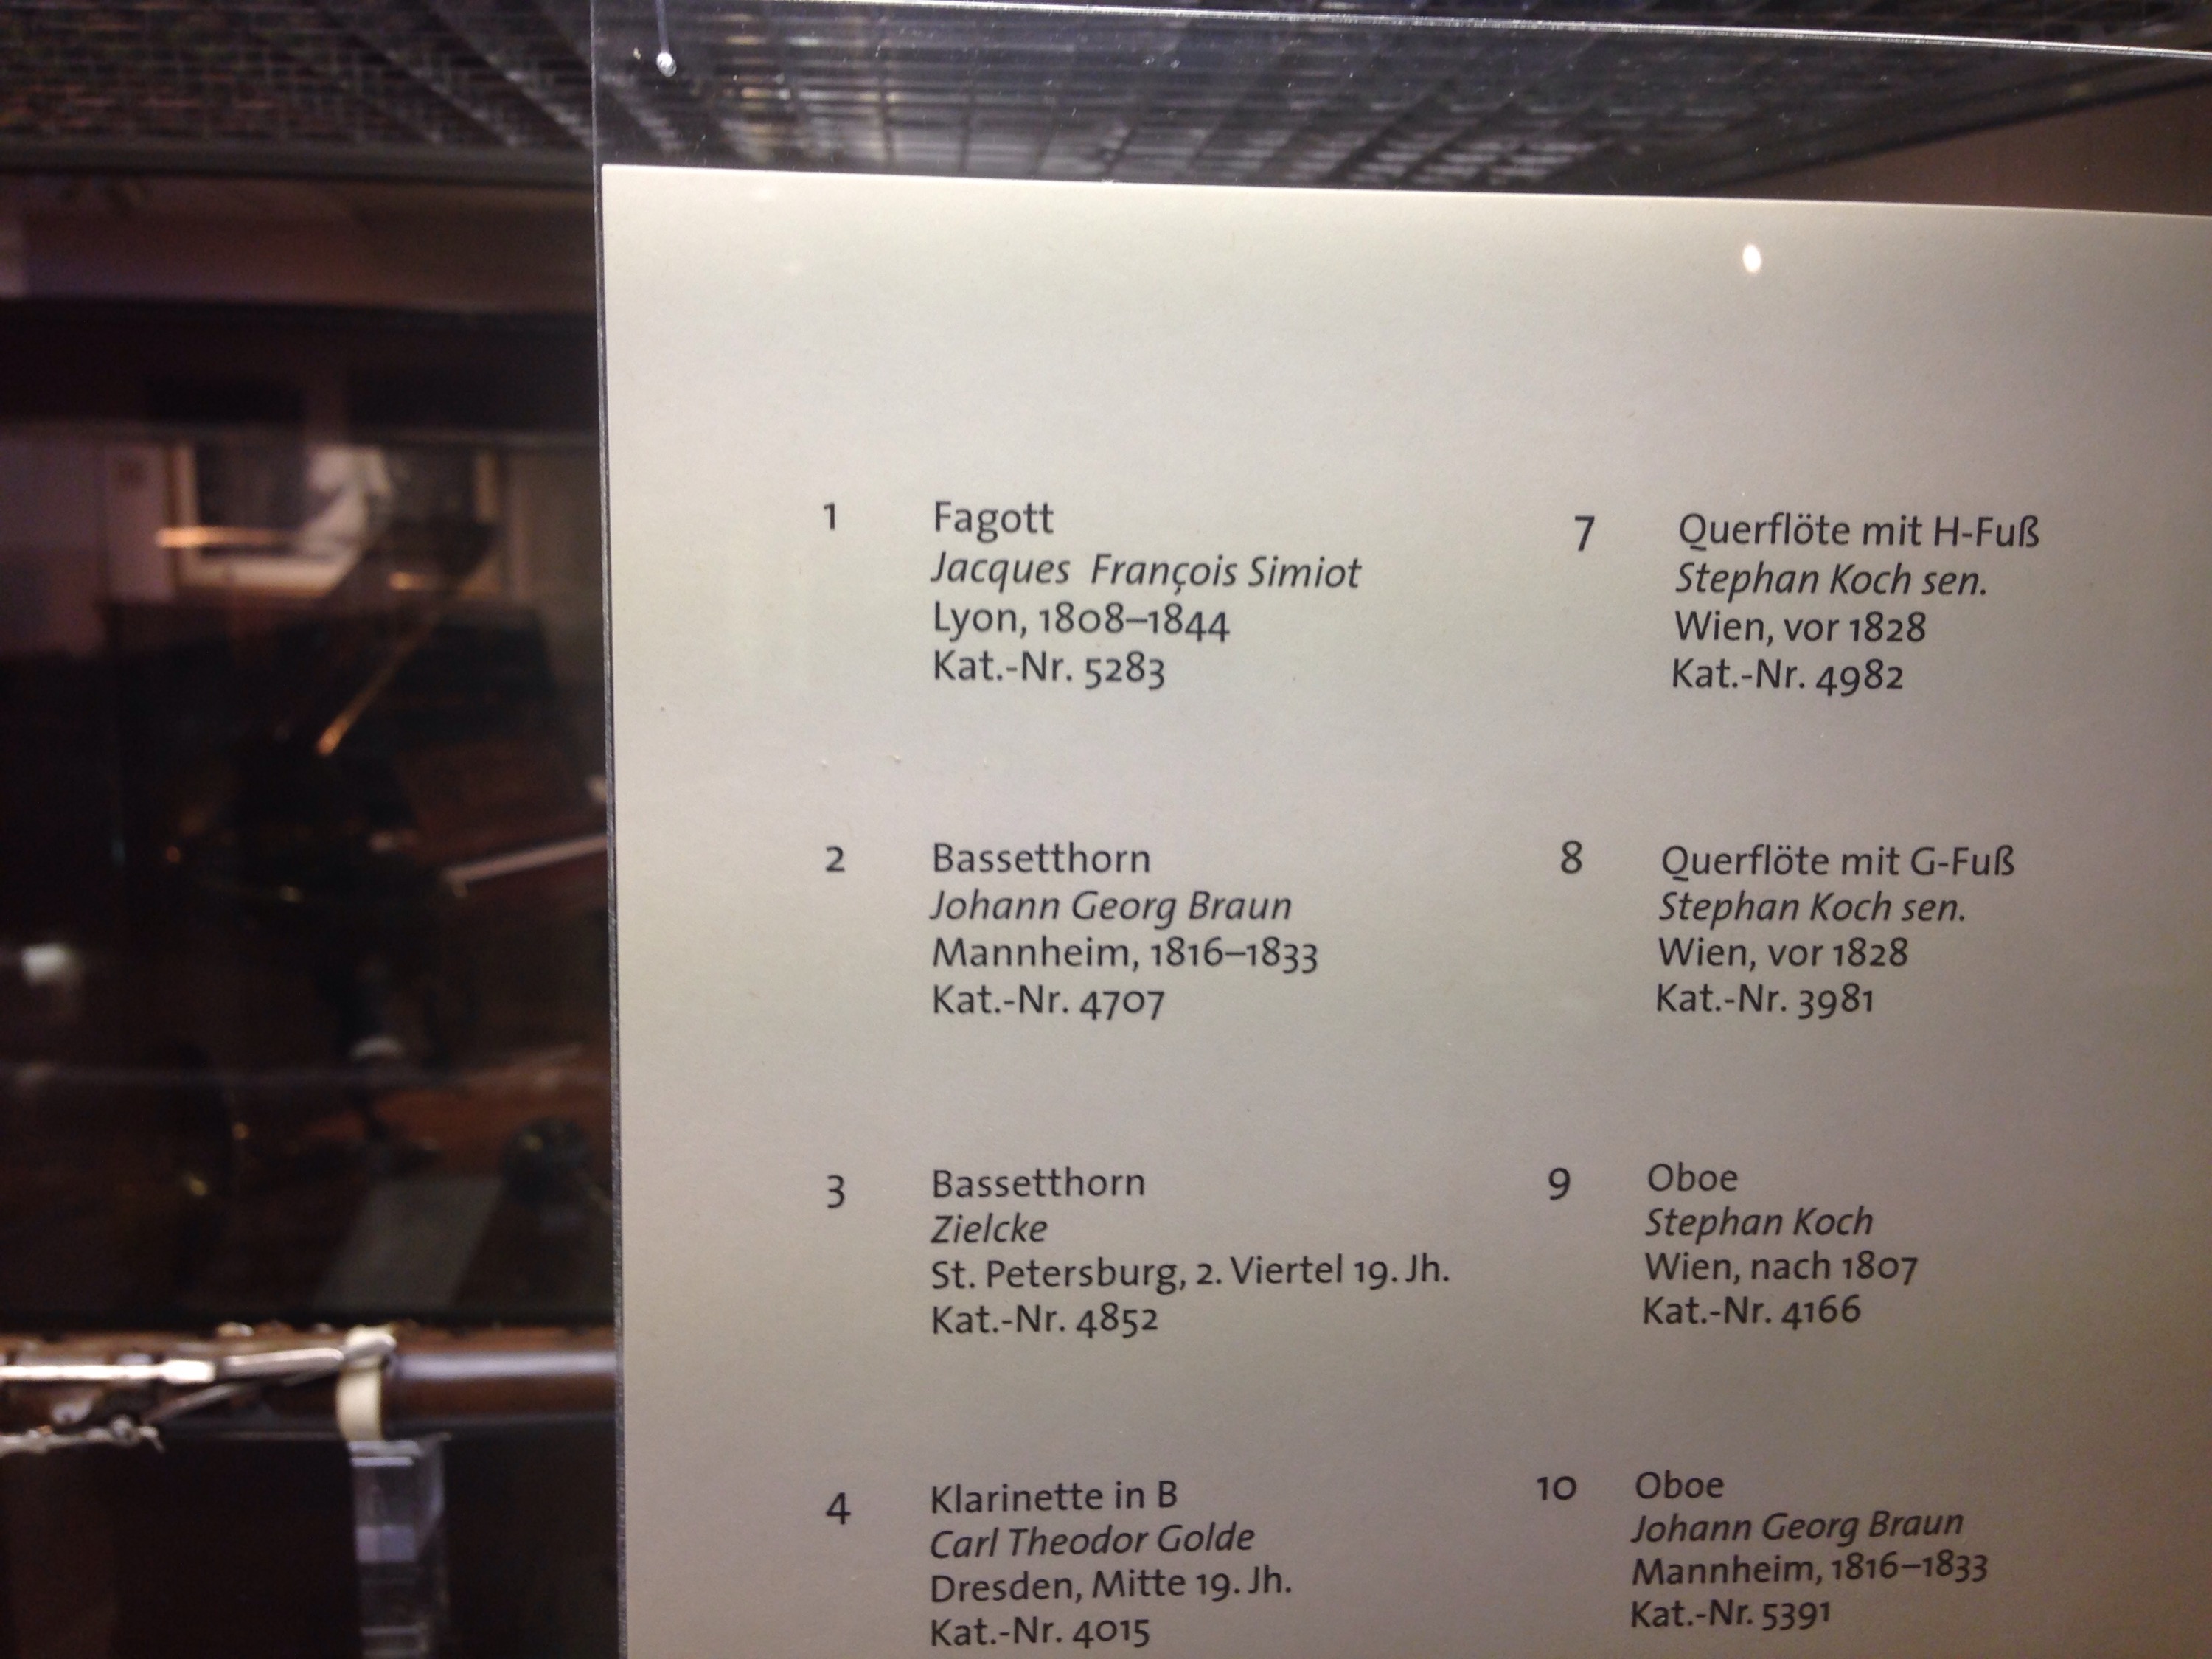 1
Fagott
Jacques François Simiot
Lyon, 1808–1844
Kat.-Nr. 5283
2
Bassetthorn
Johann Georg Braun
Mannheim, 1816–1833
Kat.-Nr. 4707
3
Bassetthorn
Zielcke
St. Petersburg, 2. Viertel 19. Jh.
Kat.-Nr. 4852
4
Klarinette in B
Carl Theodor Golde
Dresden, Mitte 19. Jh.
Kat.-Nr. 4015
7
Querflöte mit H-Fuß
Stephan Koch sen.
Wien, vor 1828
Kat.-Nr. 4982
8
Querflöte mit G-Fuß
Stephan Koch sen.
Wien, vor 1828
Kat.-Nr. 3981
9
Oboe
Stephan Koch
Wien, nach 1807
Kat.-Nr. 4166
10
Oboe
Johann Georg Braun
Mannheim, 1816–1833
Kat.-Nr. 5391